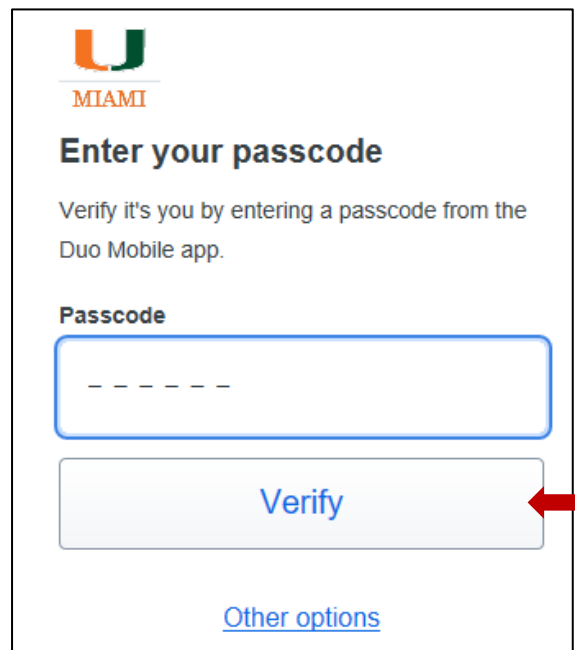 MIAMI
Enter your passcode
Verify it's you by entering a passcode from the
Duo Mobile app.
Passcode
– – – – – –
Verify
Other options